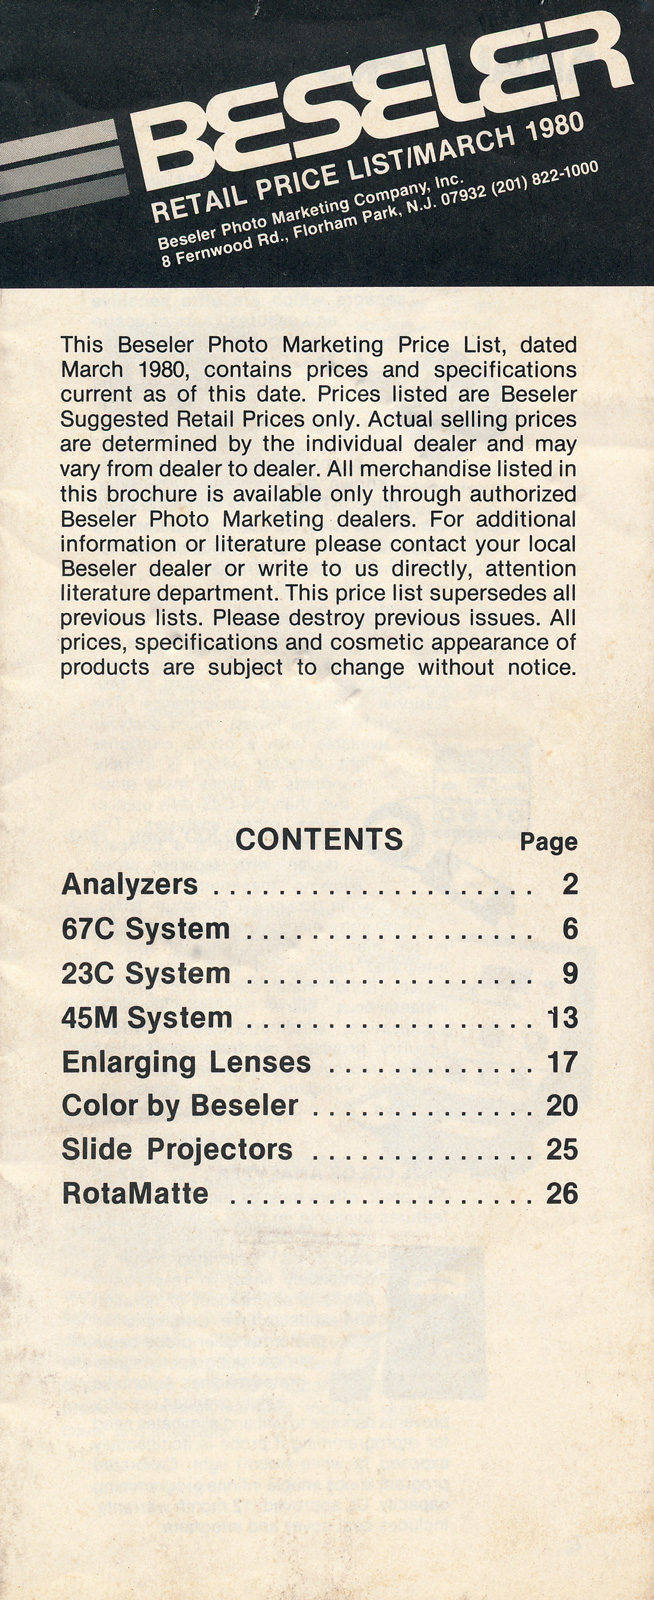 BESELER
RETAIL PRICE LIST/MARCH 1980
Beseler Photo Marketing Company, Inc.
8 Fernwood Rd., Florham Park, N.J. 07932 (201) 822-1000
This Beseler Photo Marketing Price List, dated
March 1980, contains prices and specifications
current as of this date. Prices listed are Beseler
Suggested Retail Prices only. Actual selling prices
are determined by the individual dealer and may
vary from dealer to dealer. All merchandise listed in
this brochure is available only through authorized
Beseler Photo Marketing dealers. For additional
information or literature please contact your local
Beseler dealer or write to us directly, attention
literature department. This price list supersedes all
previous lists. Please destroy previous issues. All
prices, specifications and cosmetic appearance of
products are subject to change without notice.
CONTENTS Page
Analyzers . . . . . . . . . . . . . . . . . . . . 2
67C System . . . . . . . . . . . . . . . . . . 6
23C System . . . . . . . . . . . . . . . . . . 9
45M System . . . . . . . . . . . . . . . . . . 13
Enlarging Lenses . . . . . . . . . . . . . 17
Color by Beseler . . . . . . . . . . . . . . 20
Slide Projectors . . . . . . . . . . . . . . . 25
RotaMatte . . . . . . . . . . . . . . . . . . . 26